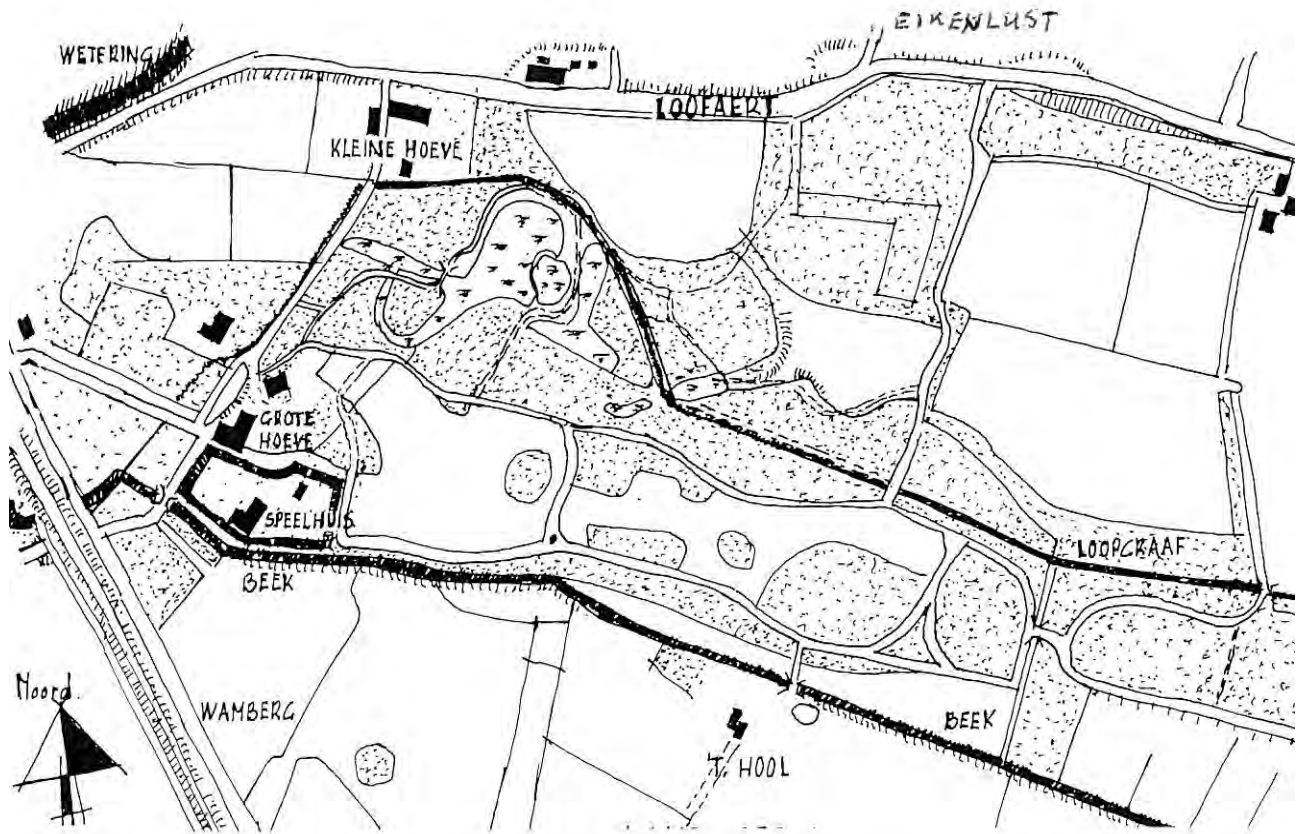 EIKENLUST
WETERING
LOOFAERT
KLEINE HOEVE
GROTE
HOEVE
SPEELHUIS
LOOPGRAAF
BEEK
Noord.
WAMBERG
BEEK
T. HOOL